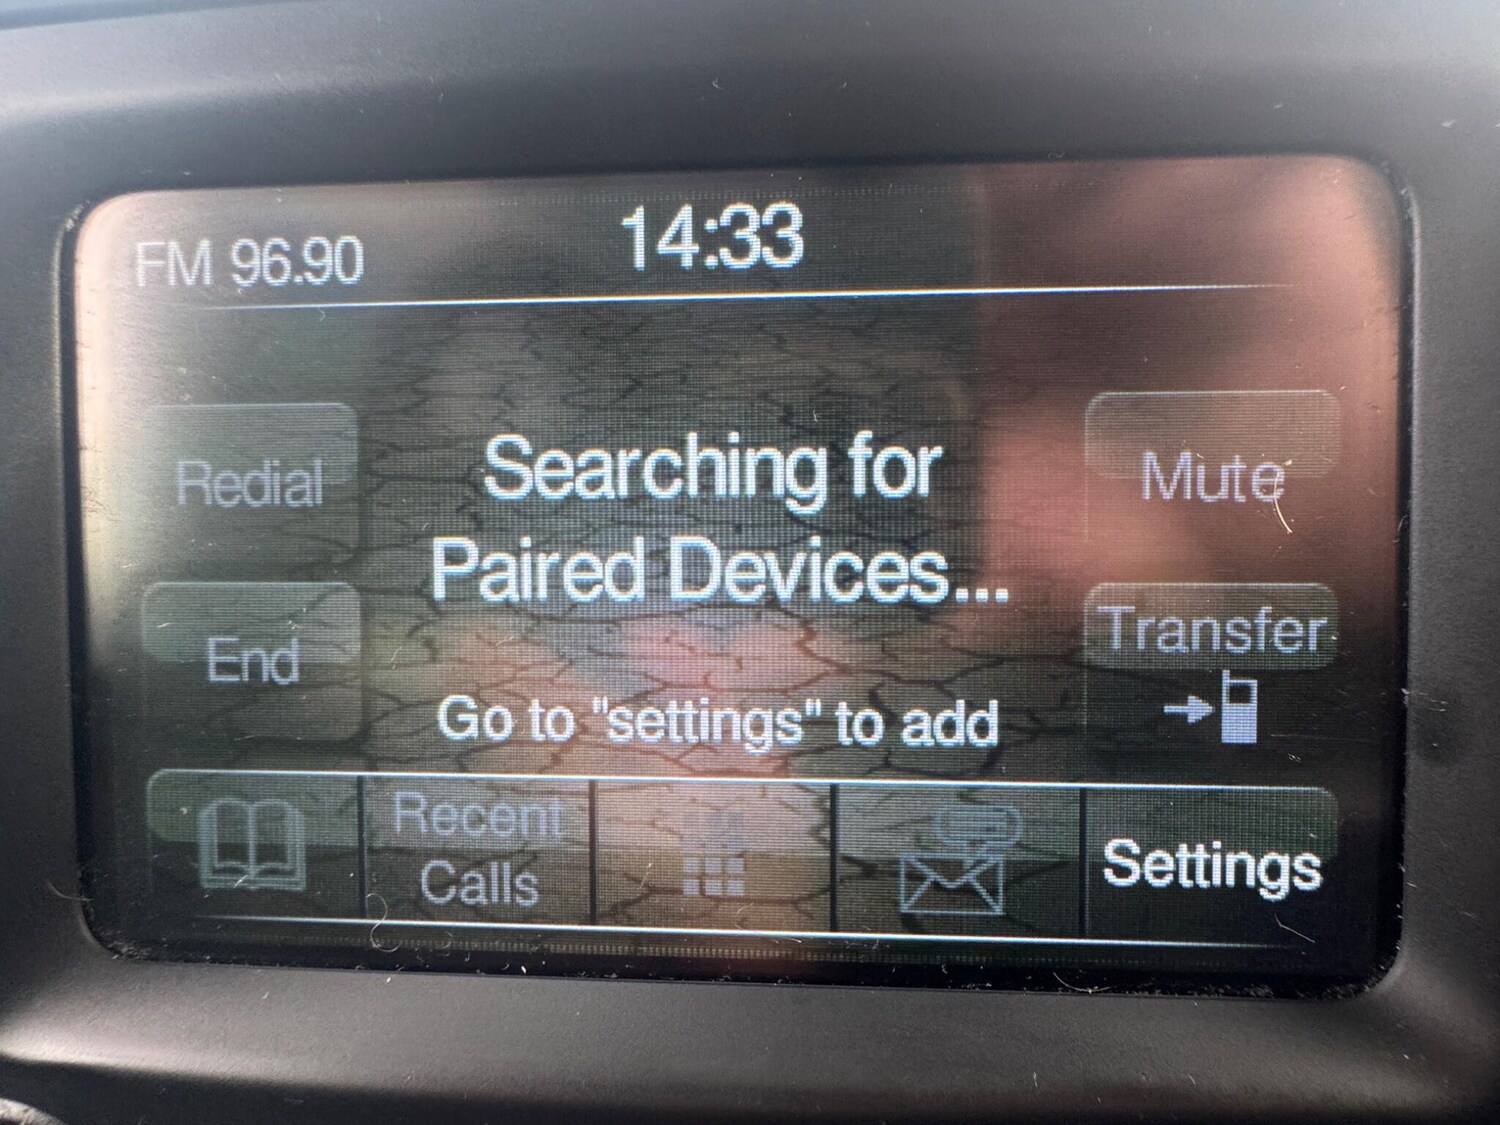 FM 96.90
14:33
Redial
Searching for
Paired Devices...
Mute
End
Transfer
Go to "settings" to add
Recent
Calls
Settings